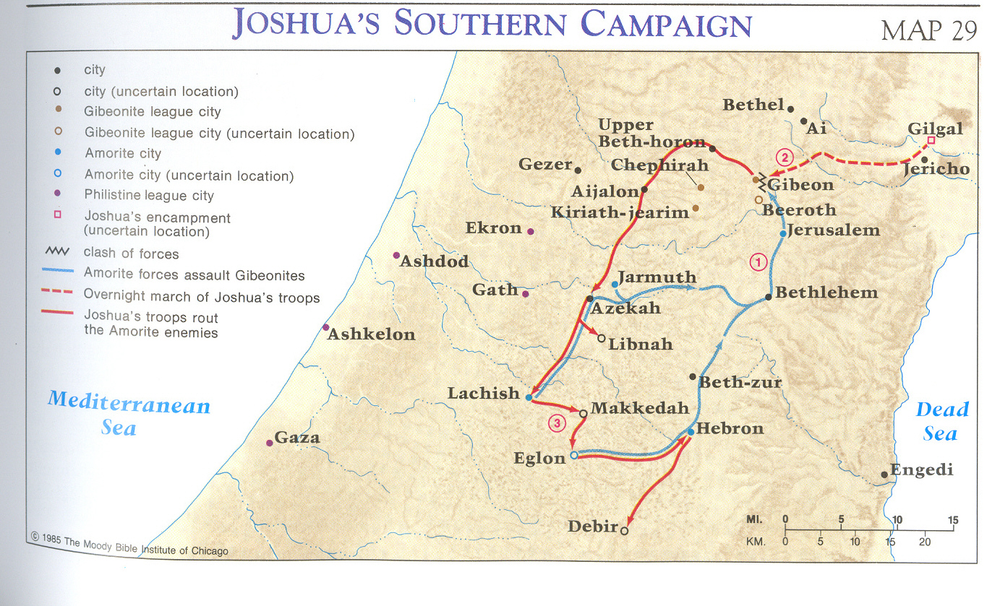 JOSHUA'S SOUTHERN CAMPAIGN
MAP 29
city
city (uncertain location)
Gibeonite league city
Gibeonite league city (uncertain location)
Amorite city
Amorite city (uncertain location)
Philistine league city
Joshua's encampment
(uncertain location)
clash of forces
Amorite forces assault Gibeonites
Overnight march of Joshua's troops
Joshua's troops rout
the Amorite enemies
Bethel
Ai
Upper
Beth-horon
Gilgal
2
Gezer
Chephirah
Jericho
Gibeon
Aijalon
Kiriath-jearim
Beeroth
Ekron
Jerusalem
Ashdod
1
Jarmuth
Gath
Bethlehem
Azekah
Ashkelon
Libnah
Beth-zur
Lachish
Makkedah
Mediterranean
Sea
Dead
Sea
3
Hebron
Gaza
Eglon
Engedi
Debir
MI. 0 5 10 15
KM. 0 5 10 15 20
© 1985 The Moody Bible Institute of Chicago